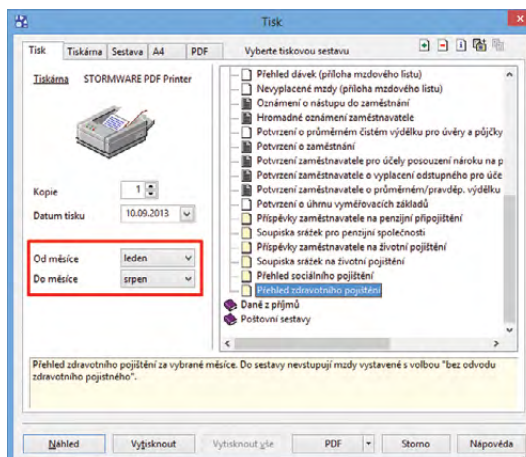 Tisk
Tisk Tiskárna Sestava A4 PDF Vyberte tiskovou sestavu
Tiskárna STORMWARE PDF Printer
Kopie 1
Datum tisku 10.09.2013
Od měsíce leden
Do měsíce srpen
Přehled dávek (příloha mzdového listu)
Nevyplacené mzdy (příloha mzdového listu)
Oznámení o nástupu do zaměstnání
Hromadné oznámení zaměstnavatele
Potvrzení o průměrném čistém výdělku pro úvěry a půjčky
Potvrzení o zaměstnání
Potvrzení zaměstnavatele pro účely posouzení nároku na p
Potvrzení zaměstnavatele o vyplacení odstupného pro úče
Potvrzení zaměstnavatele o průměrném/pravděp. výdělku
Potvrzení o úhrnu vyměřovacích základů
Příspěvky zaměstnavatele na penzijní připojištění
Soupiska srážek pro penzijní společnosti
Příspěvky zaměstnavatele na životní pojištění
Soupiska srážek na životní pojištění
Přehled sociálního pojištění
Přehled zdravotního pojištění
Daně z příjmů
Poštovní sestavy
Přehled zdravotního pojištění za vybrané měsíce. Do sestavy nevstupují mzdy vystavené s volbou "bez odvodu
zdravotního pojistného".
Náhled Vytisknout Vytisknout vše PDF Storno Nápověda